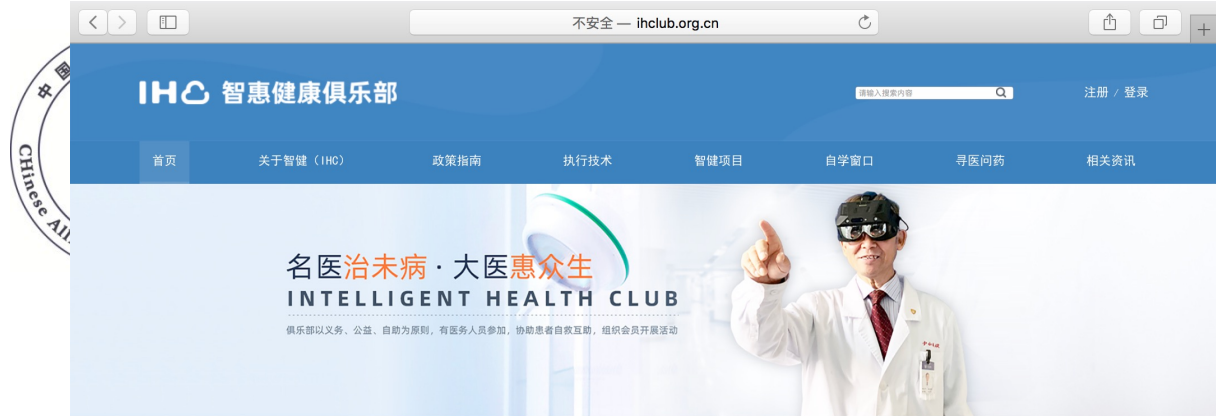 不安全 — ihclub.org.cn
中国
CHinese
IHC 智惠健康俱乐部
请输入搜索内容
注册 / 登录
首页 关于智健（IHC） 政策指南 执行技术 智健项目 自学窗口 寻医问药 相关资讯
名医治未病·大医惠众生
INTELLIGENT HEALTH CLUB
俱乐部以义务、公益、自助为原则，有医务人员参加，协助患者自救互助，组织会员开展活动